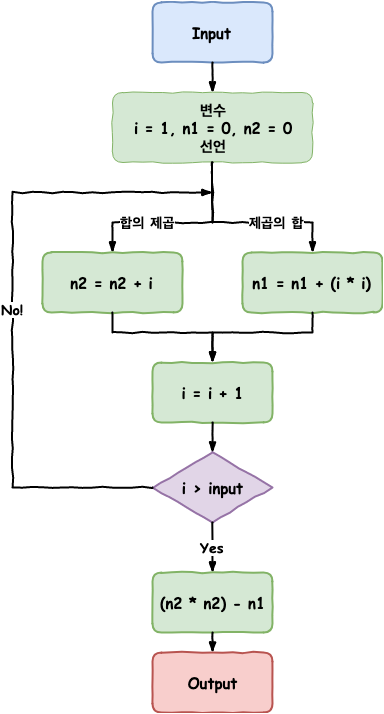 Input
변수
i = 1, n1 = 0, n2 = 0
선언
합의 제곱
제곱의 합
n2 = n2 + i
n1 = n1 + (i * i)
No!
i = i + 1
i > input
Yes
(n2 * n2) - n1
Output